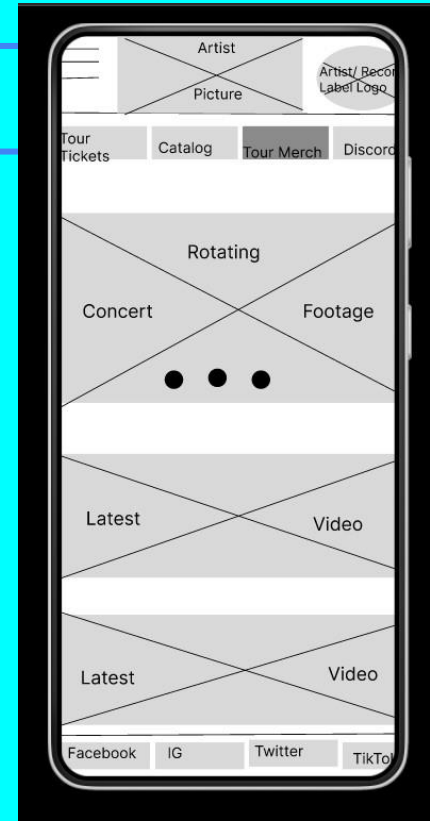 Artist
Picture
Artist/ Recor
Label Logo
Tour
Tickets
Catalog
Tour Merch
Discord
Rotating
Concert
Footage
Latest
Video
Latest
Video
Facebook
IG
Twitter
TikTo